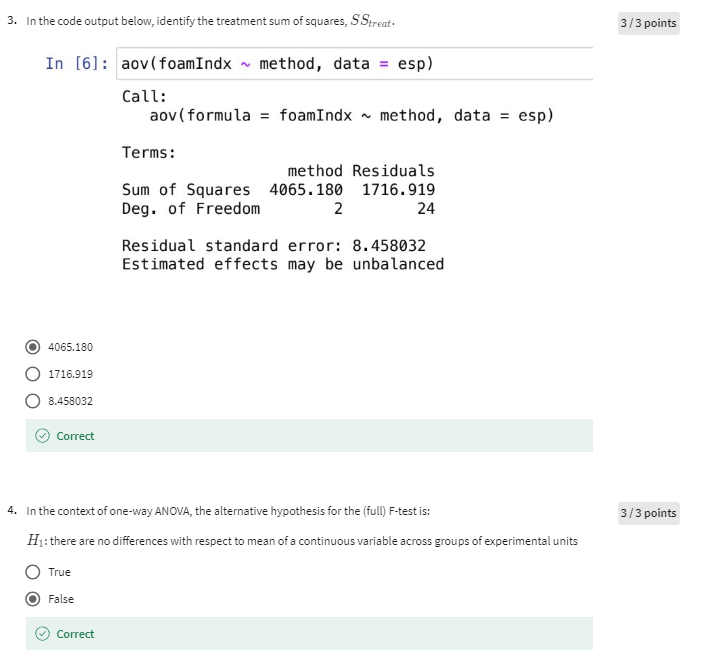 3. In the code output below, identify the treatment sum of squares, SStreat.
3 / 3 points
In [6]: aov(foamIndx ~ method, data = esp)
Call:
aov(formula = foamIndx ~ method, data = esp)
Terms:
method Residuals
Sum of Squares 4065.180 1716.919
Deg. of Freedom 2 24
Residual standard error: 8.458032
Estimated effects may be unbalanced
4065.180
1716.919
8.458032
Correct
4. In the context of one-way ANOVA, the alternative hypothesis for the (full) F-test is:
3 / 3 points
H1: there are no differences with respect to mean of a continuous variable across groups of experimental units
True
False
Correct